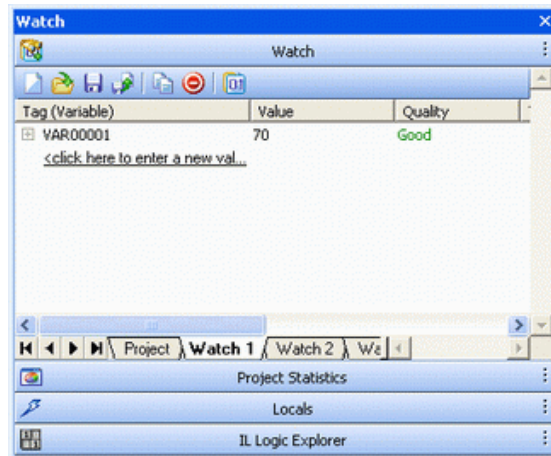 Watch
Watch
Tag (Variable) Value Quality
VAR00001 70 Good
<click here to enter a new val...
Project Watch 1 Watch 2
Project Statistics
Locals
IL Logic Explorer